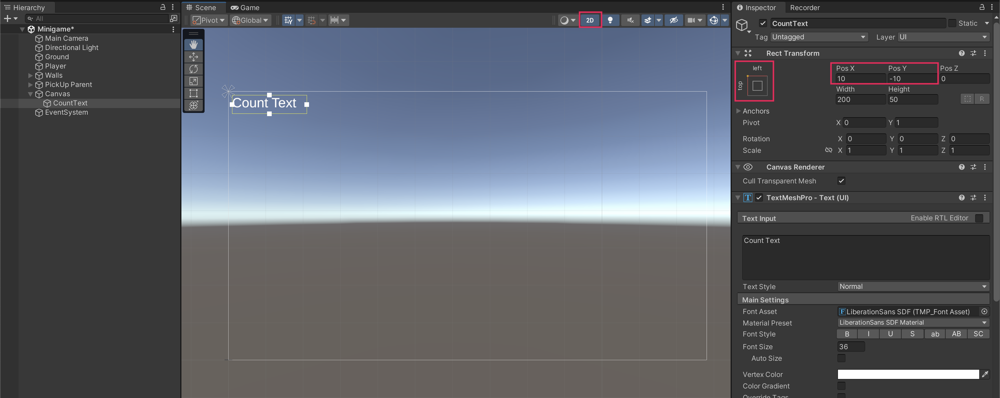 Hierarchy
All
Minigame*
Main Camera
Directional Light
Ground
Player
Walls
PickUp Parent
Canvas
CountText
EventSystem
Scene
Game
Pivot
Global
2D
Count Text
Inspector
Recorder
CountText
Static
Tag
Untagged
Layer
UI
Rect Transform
left
top
Pos X
Pos Y
Pos Z
10
-10
0
Width
Height
200
50
R
Anchors
Pivot
X 0
Y 1
Rotation
X 0
Y 0
Z 0
Scale
X 1
Y 1
Z 1
Canvas Renderer
Cull Transparent Mesh
TextMeshPro - Text (UI)
Text Input
Enable RTL Editor
Count Text
Text Style
Normal
Main Settings
Font Asset
F LiberationSans SDF (TMP_Font Asset)
Material Preset
LiberationSans SDF Material
Font Style
B
I
U
S
ab
AB
SC
Font Size
36
Auto Size
Vertex Color
Color Gradient
Override Tags